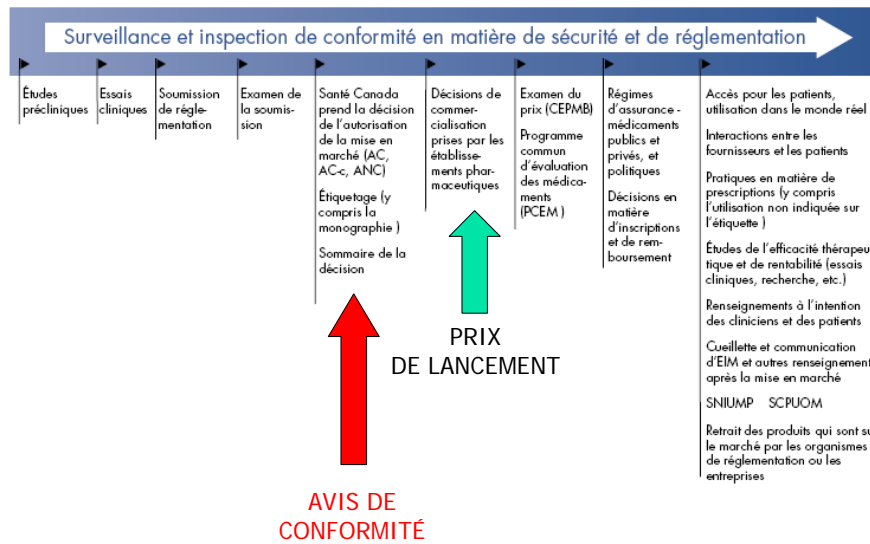 Surveillance et inspection de conformité en matière de sécurité et de réglementation
Études
précliniques
Essais
cliniques
Soumission
de régle-
mentation
Examen de
la soumis-
sion
Santé Canada
prend la décision
de l'autorisation
de la mise en
marché (AC,
AC-c, ANC)
Étiquetage (y
compris la
monographie )
Sommaire de la
décision
Décisions de
commer-
cialisation
prises par les
établisse-
ments phar-
maceutiques
Examen du
prix (CEPMB)
Programme
commun
d'évaluation
des médica-
ments
(PCEM )
Régimes
d'assurance -
médicaments
publics et
privés, et
politiques
Décisions en
matière
d'inscriptions
et de rem-
boursement
Accès pour les patients,
utilisation dans le monde réel
Interactions entre les
fournisseurs et les patients
Pratiques en matière de
prescriptions (y compris
l'utilisation non indiquée sur
l'étiquette )
Études de l'efficacité thérapeu
tique et de rentabilité (essais
cliniques, recherche, etc.)
Renseignements à l'intention
des cliniciens et des patients
Cueillette et communication
d'EIM et autres renseignement
après la mise en marché
SNIUMP SCPUOM
Retrait des produits qui sont su
le marché par les organismes
de réglementation ou les
entreprises
PRIX
DE LANCEMENT
AVIS DE
CONFORMITÉ